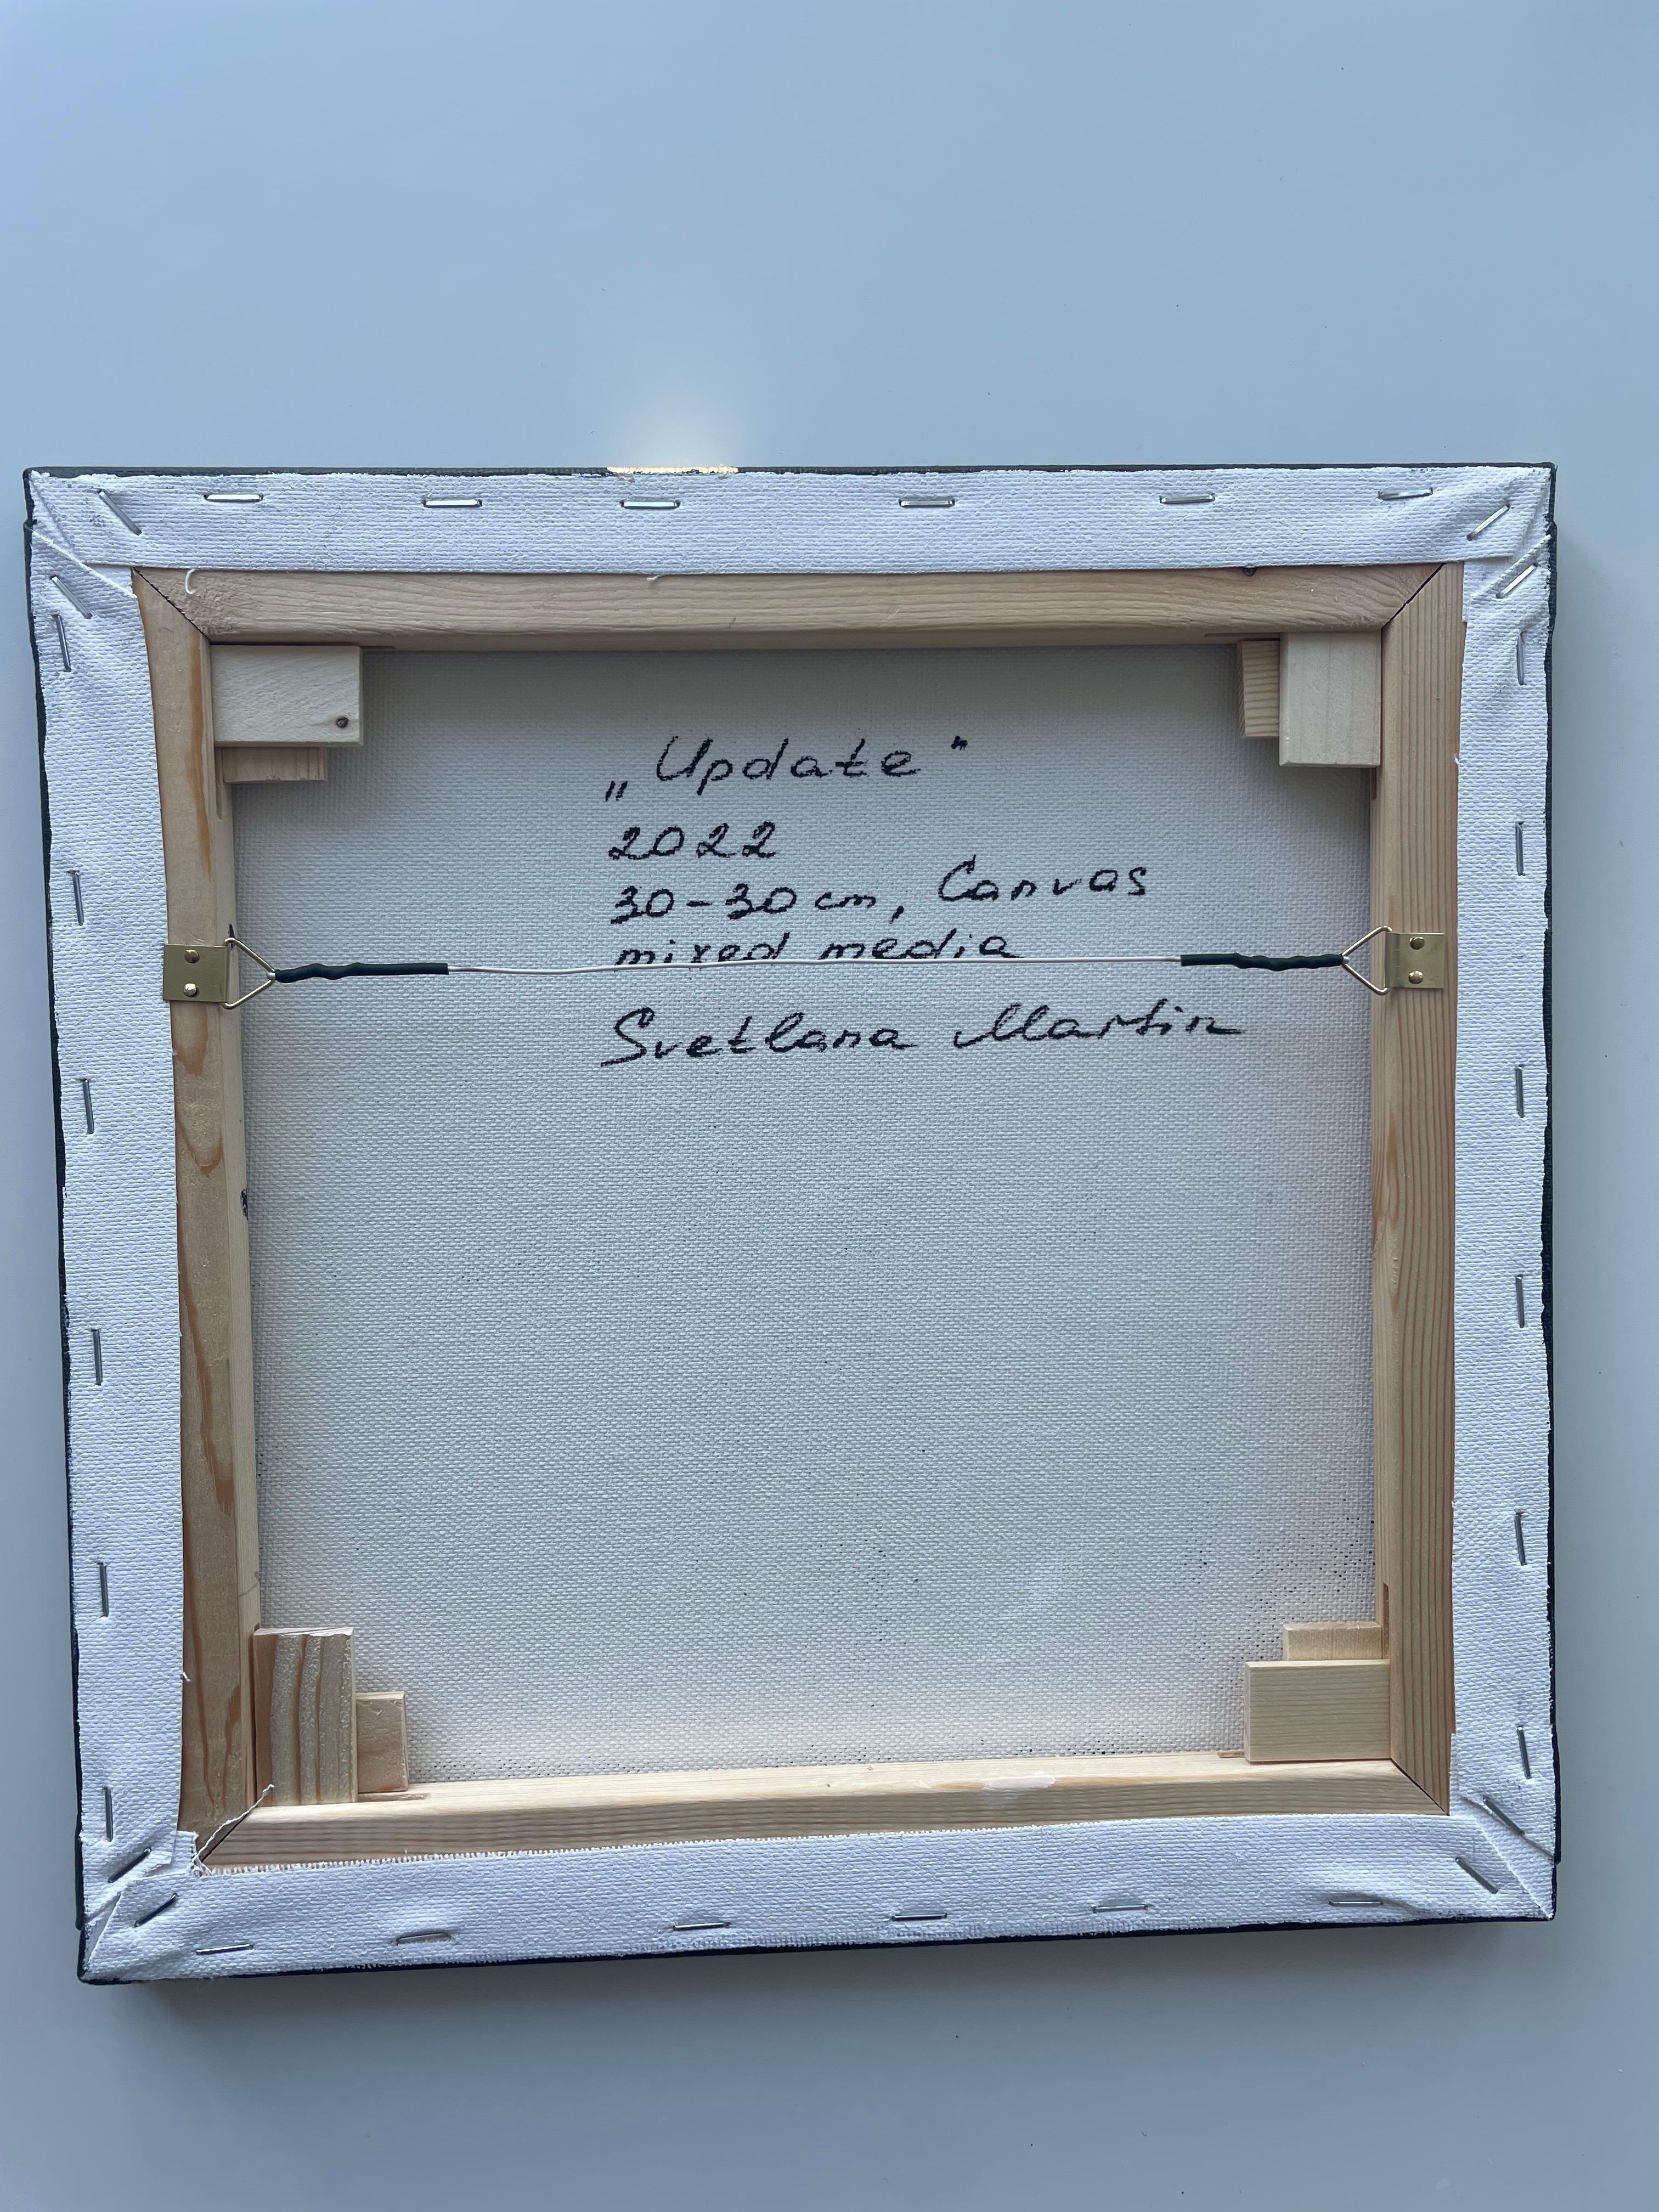 „Update“
2022
30-30 cm, Canvas
mixed media
Svetlana Martin